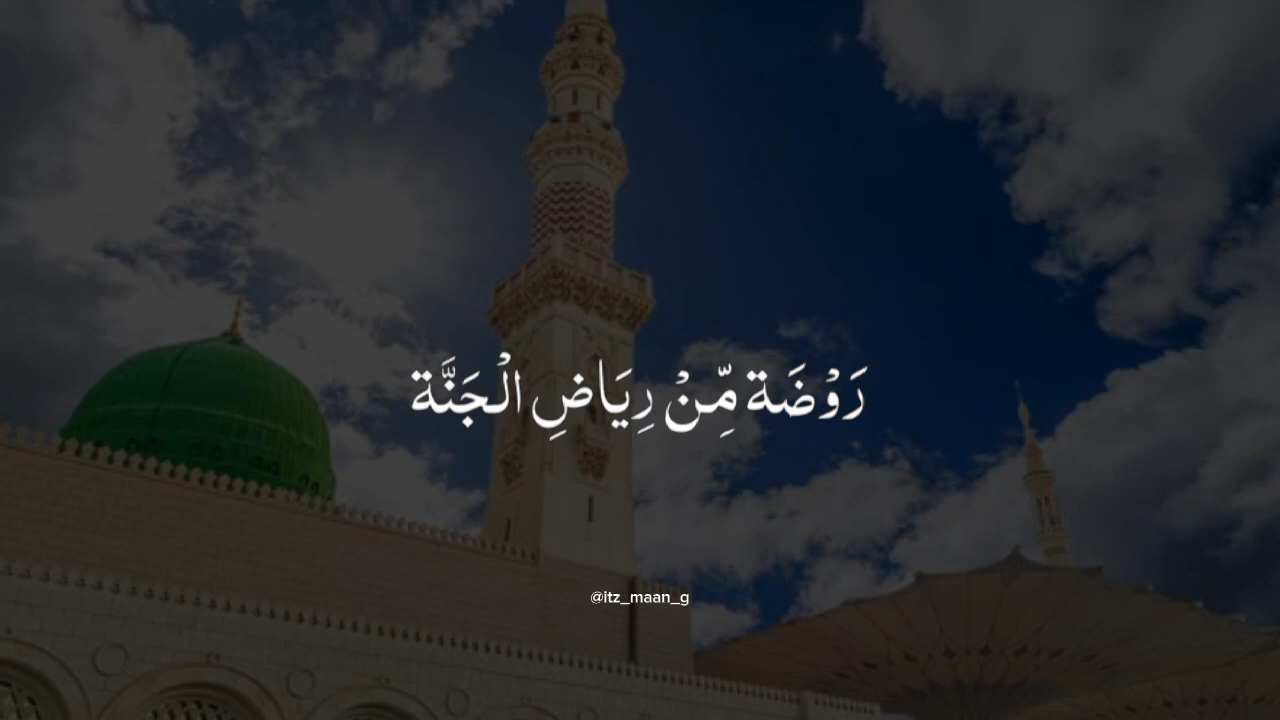 رَوْضَة مِّنْ رِيَاضِ الْجَنَّة
@itz_maan_g